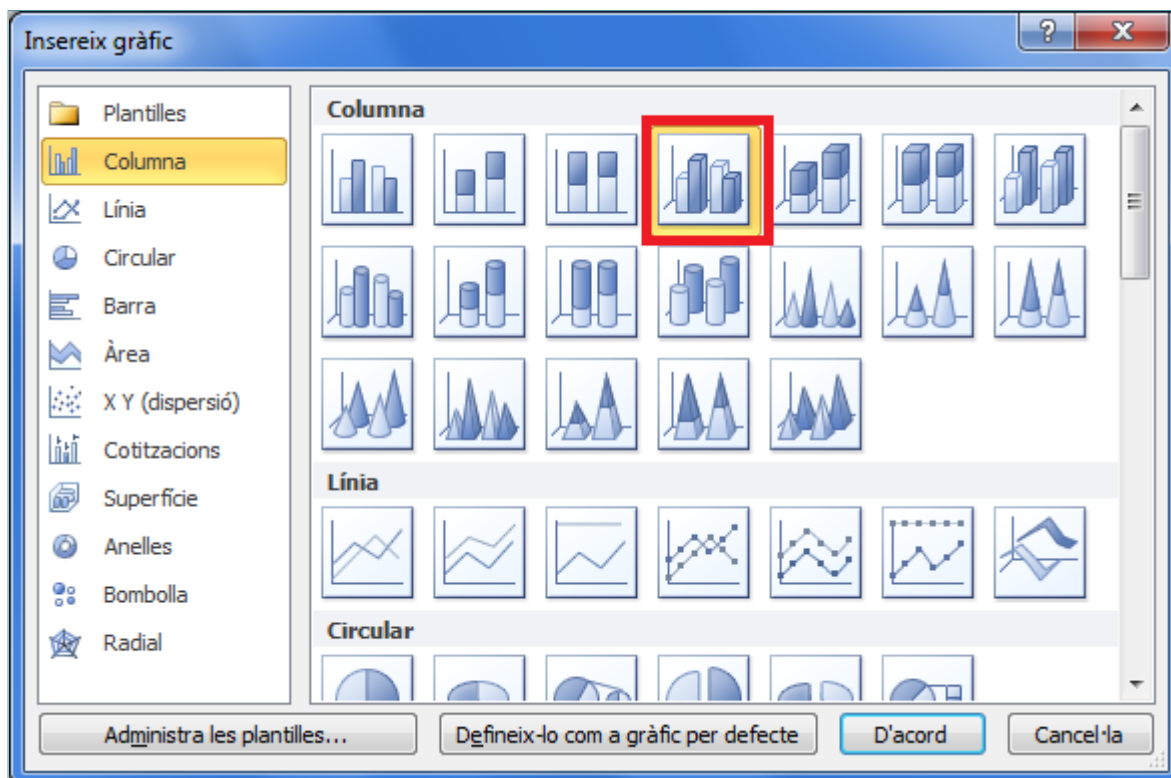 Insereix gràfic
Plantilles
Columna
Línia
Circular
Barra
Àrea
X Y (dispersió)
Cotitzacions
Superfície
Anelles
Bombolla
Radial
Columna
Línia
Circular
Administra les plantilles...
Defineix-lo com a gràfic per defecte
D'acord
Cancel·la